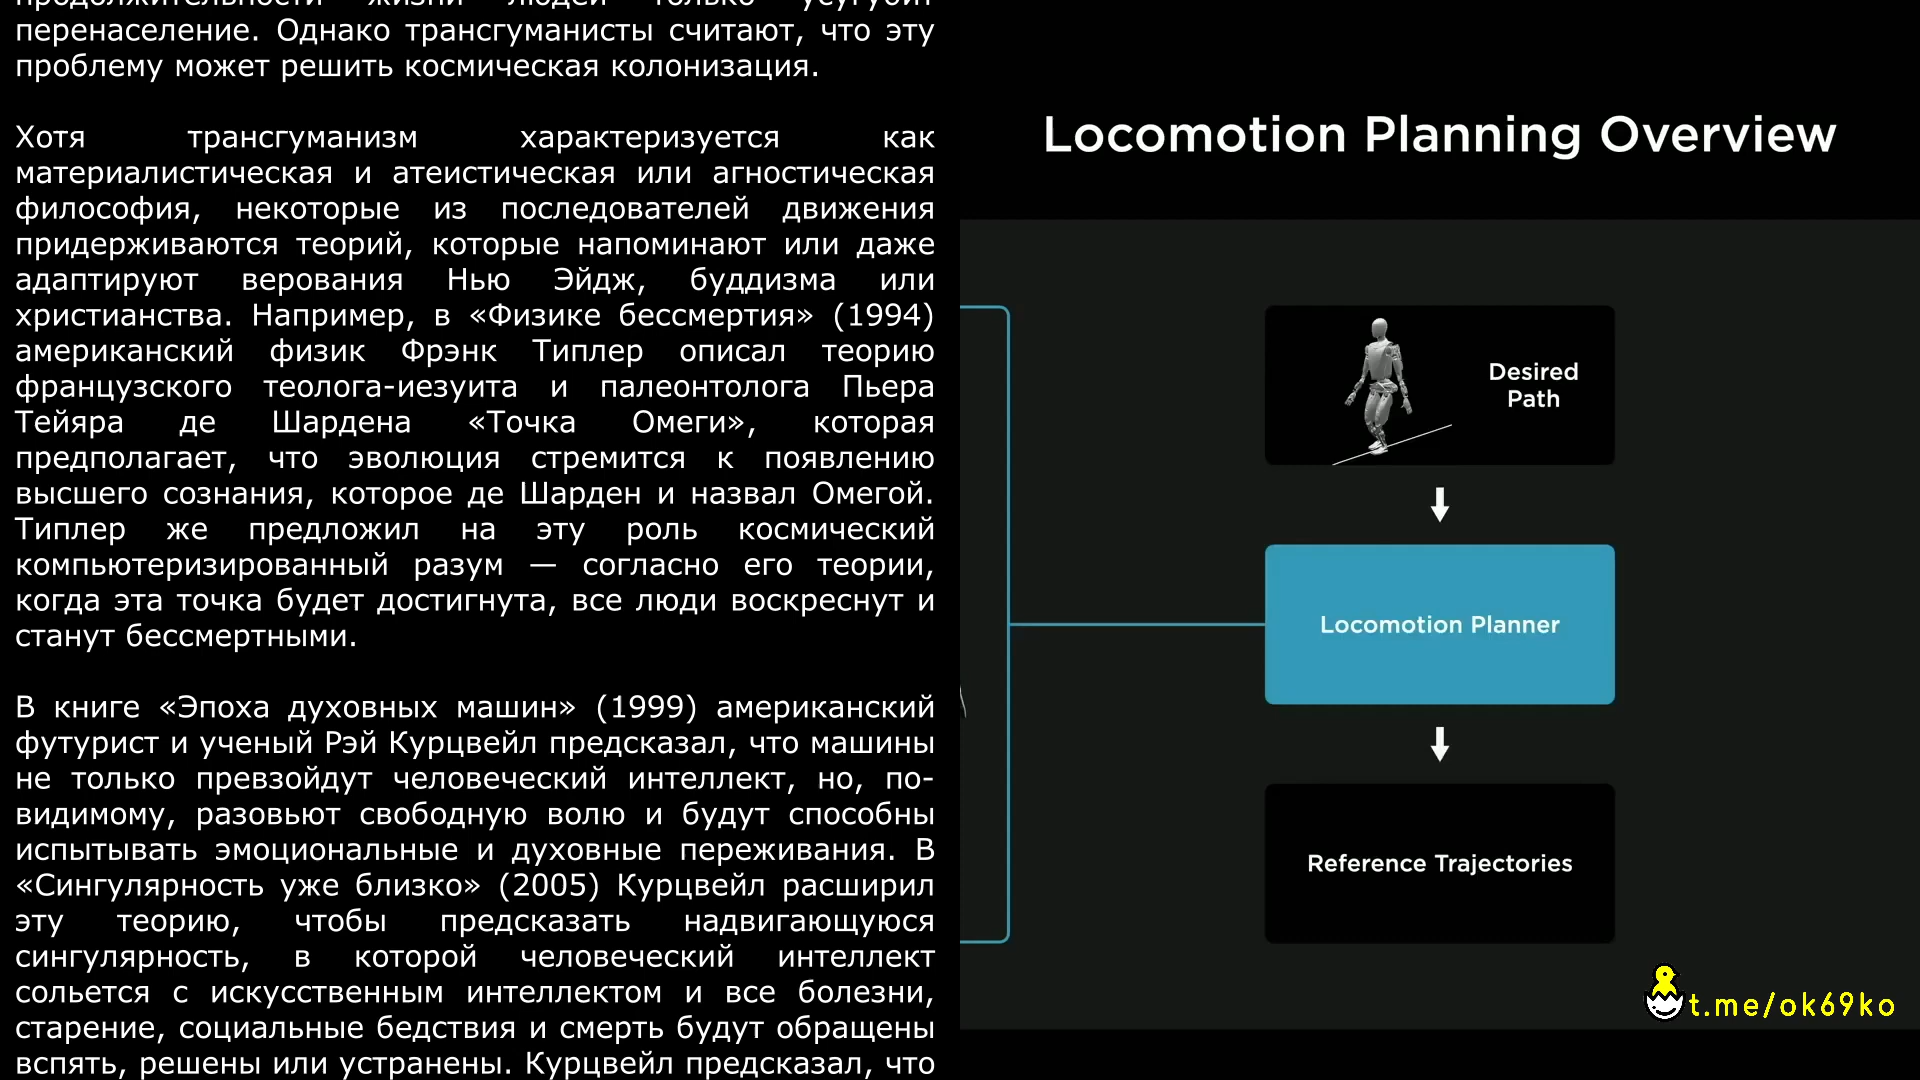 продолжительности жизни людей только усугубит
перенаселение. Однако трансгуманисты считают, что эту
проблему может решить космическая колонизация.
Хотя трансгуманизм характеризуется как
материалистическая и атеистическая или агностическая
философия, некоторые из последователей движения
придерживаются теорий, которые напоминают или даже
адаптируют верования Нью Эйдж, буддизма или
христианства. Например, в «Физике бессмертия» (1994)
американский физик Фрэнк Типлер описал теорию
французского теолога-иезуита и палеонтолога Пьера
Тейяра де Шардена «Точка Омеги», которая
предполагает, что эволюция стремится к появлению
высшего сознания, которое де Шарден и назвал Омегой.
Типлер же предложил на эту роль космический
компьютеризированный разум — согласно его теории,
когда эта точка будет достигнута, все люди воскреснут и
станут бессмертными.
В книге «Эпоха духовных машин» (1999) американский
футурист и ученый Рэй Курцвейл предсказал, что машины
не только превзойдут человеческий интеллект, но, по-
видимому, разовьют свободную волю и будут способны
испытывать эмоциональные и духовные переживания. В
«Сингулярность уже близко» (2005) Курцвейл расширил
эту теорию, чтобы предсказать надвигающуюся
сингулярность, в которой человеческий интеллект
сольется с искусственным интеллектом и все болезни,
старение, социальные бедствия и смерть будут обращены
вспять, решены или устранены. Курцвейл предсказал, что
Locomotion Planning Overview
Desired
Path
Locomotion Planner
Reference Trajectories
t.me/ok69ko